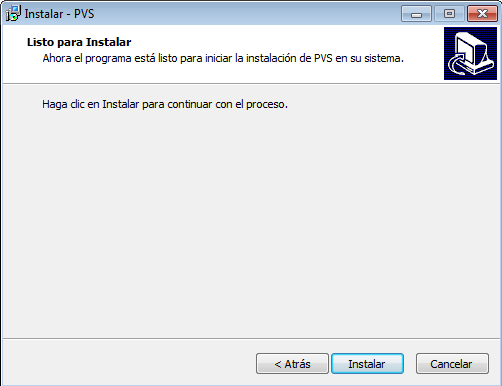 Instalar - PVS
Listo para Instalar
Ahora el programa está listo para iniciar la instalación de PVS en su sistema.
Haga clic en Instalar para continuar con el proceso.
< Atrás
Instalar
Cancelar